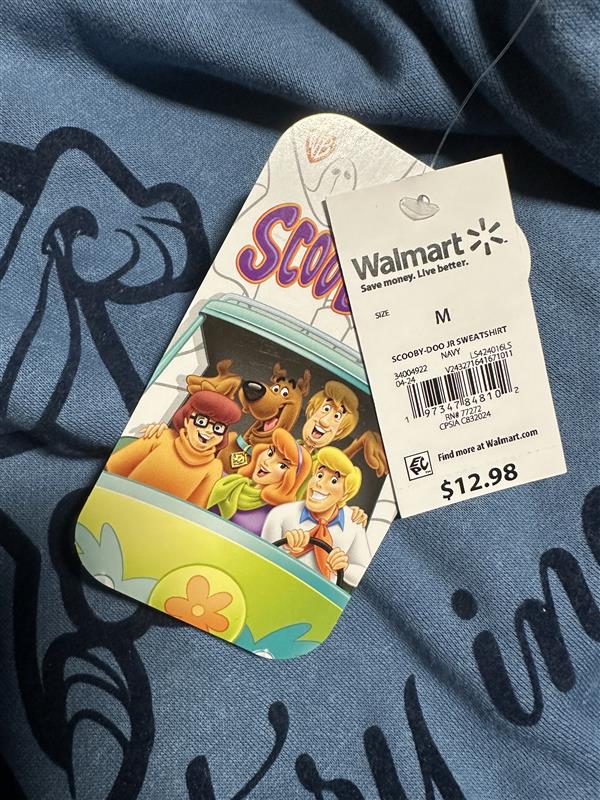 WB
SCOO
Walmart
Save money. Live better.
SIZE M
SCOOBY-DOO JR SWEATSHIRT
NAVY LS424016LS
34004922 V243271641671011
04-24
1 97347 84810 2
RN# 77272
CPSIA C832024
Find more at Walmart.com
$12.98